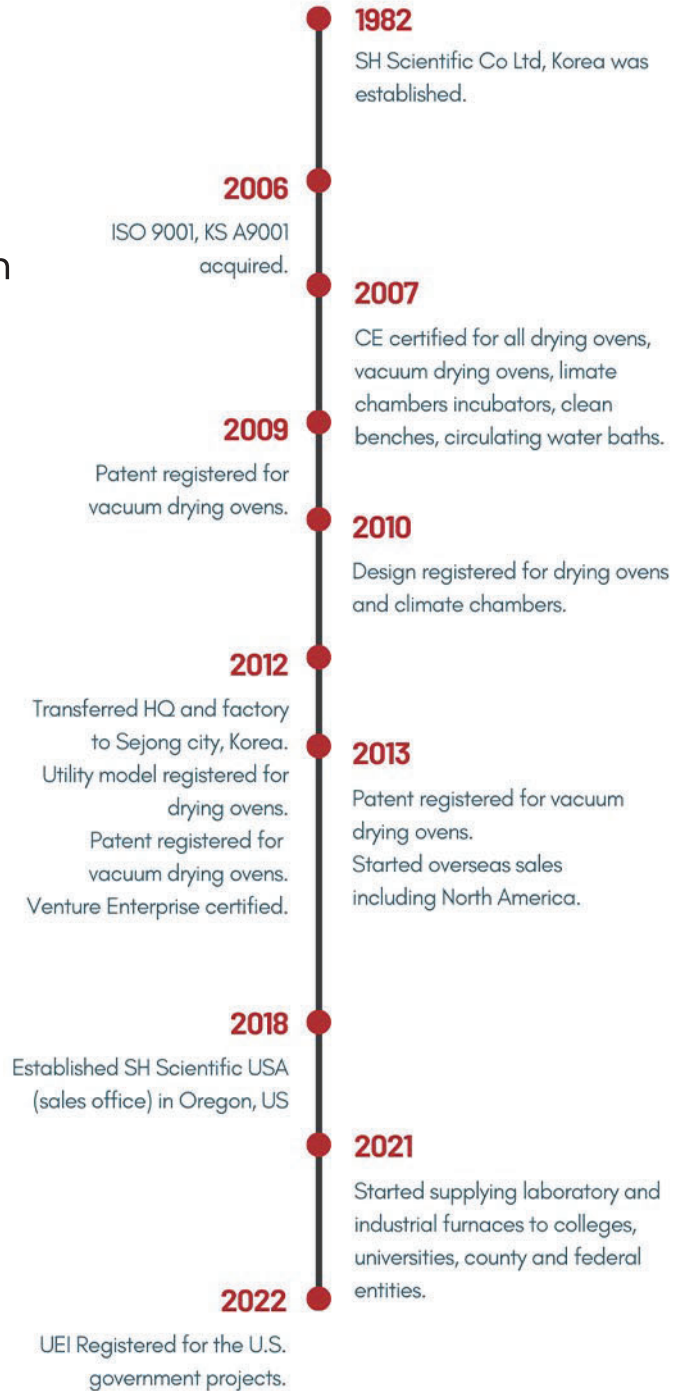 1982
SH Scientific Co Ltd, Korea was
established.
2006
ISO 9001, KS A9001
acquired.
n
2007
CE certified for all drying ovens,
vacuum drying ovens, limate
chambers incubators, clean
benches, circulating water baths.
2009
Patent registered for
vacuum drying ovens.
2010
Design registered for drying ovens
and climate chambers.
2012
Transferred HQ and factory
to Sejong city, Korea.
Utility model registered for
drying ovens.
Patent registered for
vacuum drying ovens.
Venture Enterprise certified.
2013
Patent registered for vacuum
drying ovens.
Started overseas sales
including North America.
2018
Established SH Scientific USA
(sales office) in Oregon, US
2021
Started supplying laboratory and
industrial furnaces to colleges,
universities, county and federal
entities.
2022
UEI Registered for the U.S.
government projects.